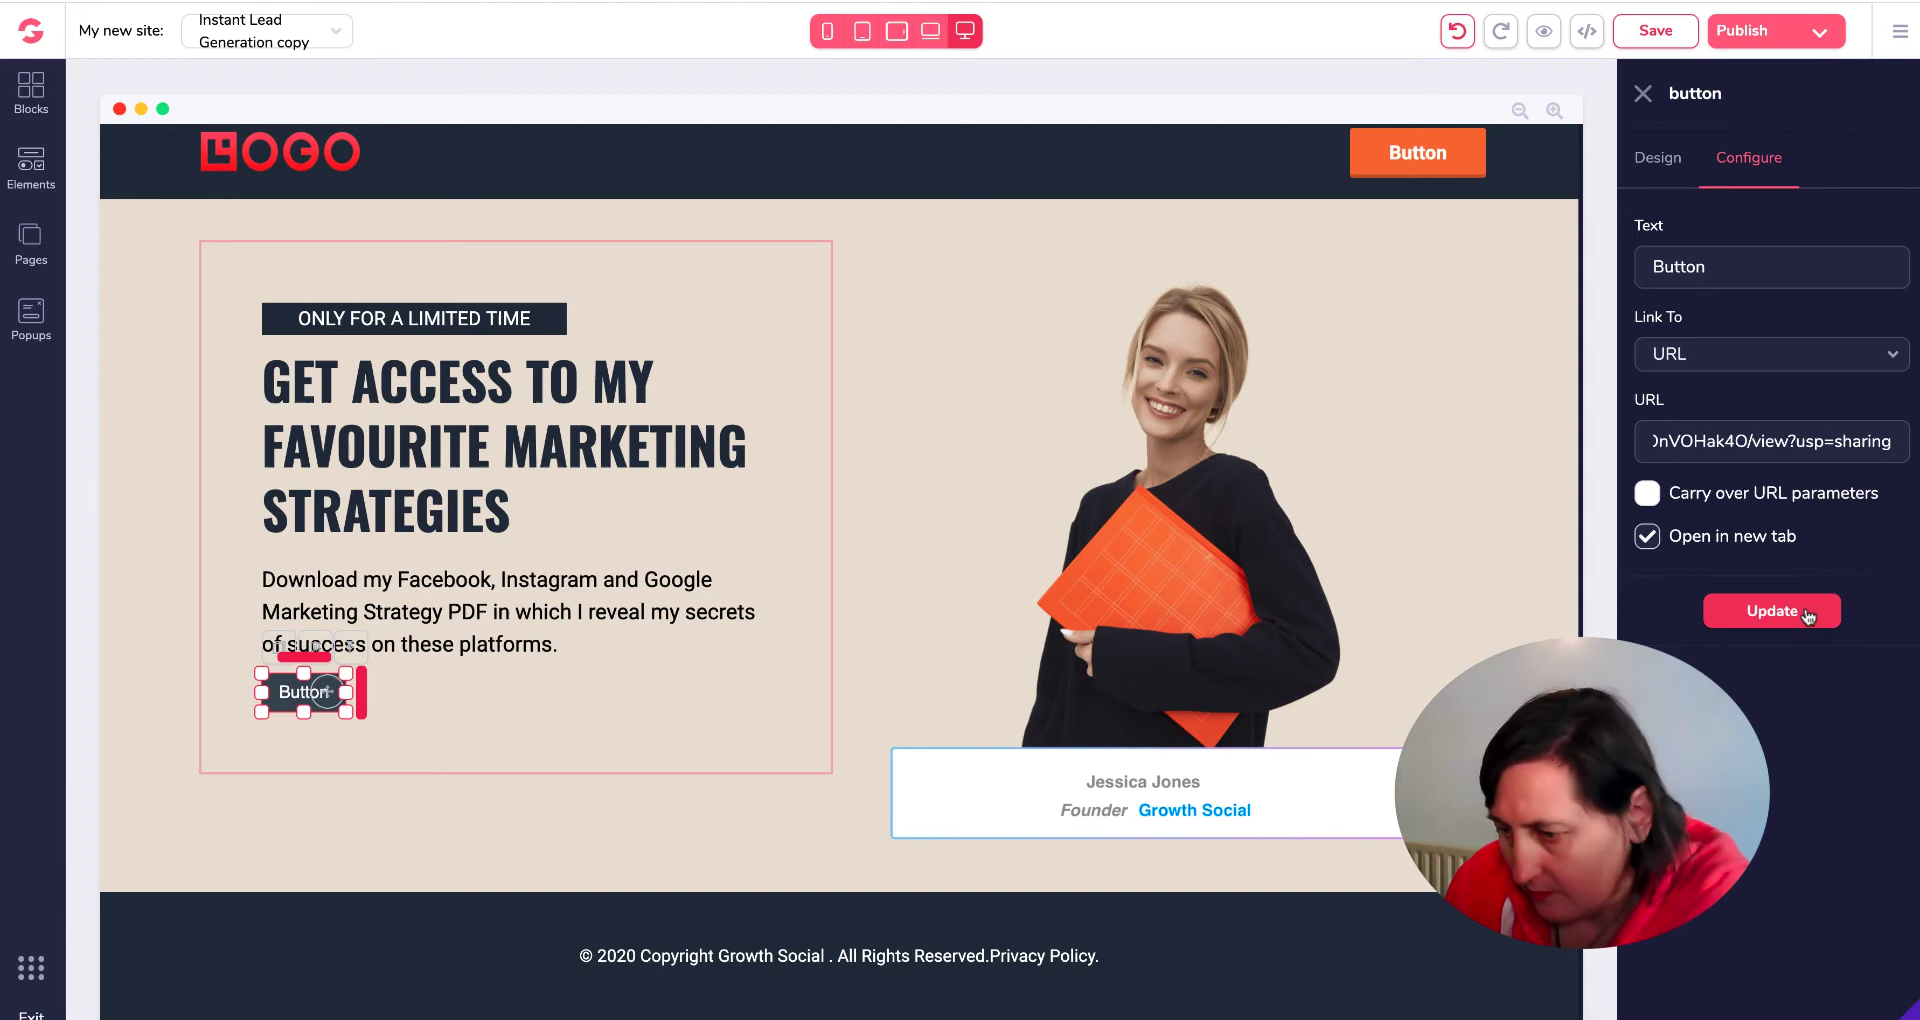 My new site:
Instant Lead
Generation copy
Save
Publish
Blocks
Elements
Pages
Popups
Exit
LOGO
Button
ONLY FOR A LIMITED TIME
GET ACCESS TO MY
FAVOURITE MARKETING
STRATEGIES
Download my Facebook, Instagram and Google
Marketing Strategy PDF in which I reveal my secrets
of success on these platforms.
Button
Jessica Jones
Founder Growth Social
© 2020 Copyright Growth Social . All Rights Reserved.Privacy Policy.
button
Design
Configure
Text
Button
Link To
URL
URL
nVOHak4O/view?usp=sharing
Carry over URL parameters
Open in new tab
Update